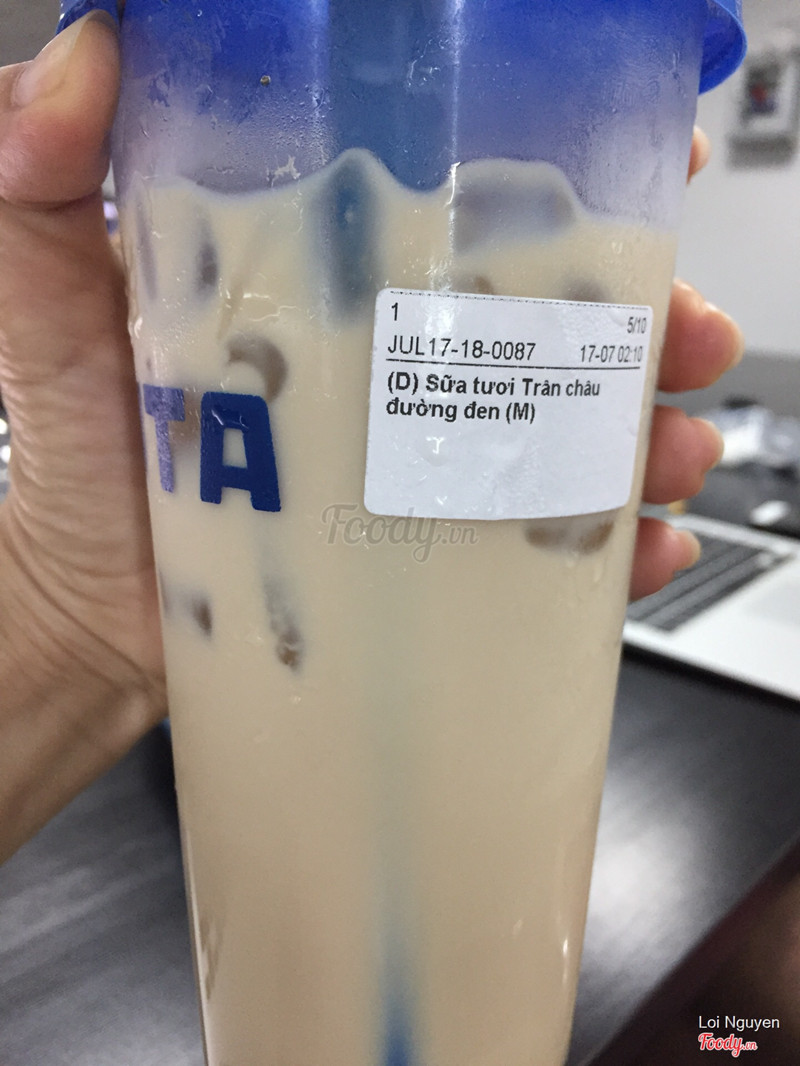 1 5/10
JUL17-18-0087 17-07 02:10
(D) Sữa tươi Trân châu
đường đen (M)
TA
Foody.vn
Loi Nguyen
Foody.vn